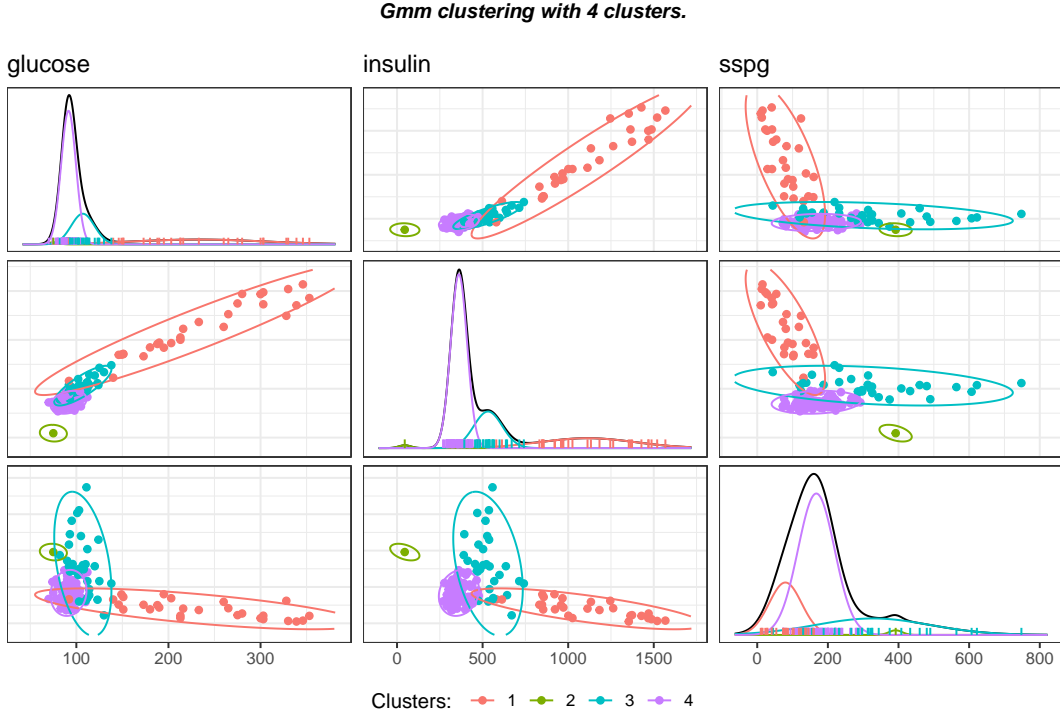 Gmm clustering with 4 clusters.
glucose insulin sspg
100 200 300 0 500 1000 1500 0 200 400 600 800
Clusters: 1 2 3 4